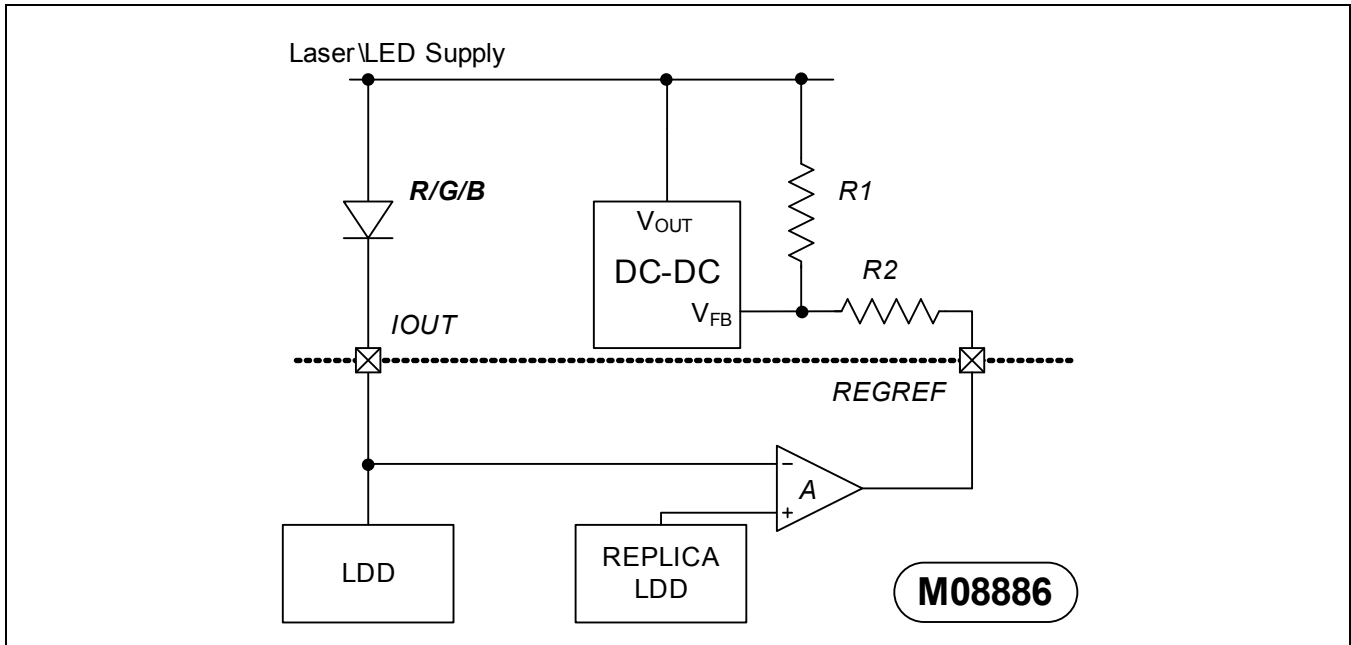 Laser\LED Supply
R/G/B
R1
VOUT
DC-DC
R2
VFB
IOUT
REGREF
−
A
+
LDD
REPLICA
LDD
M08886